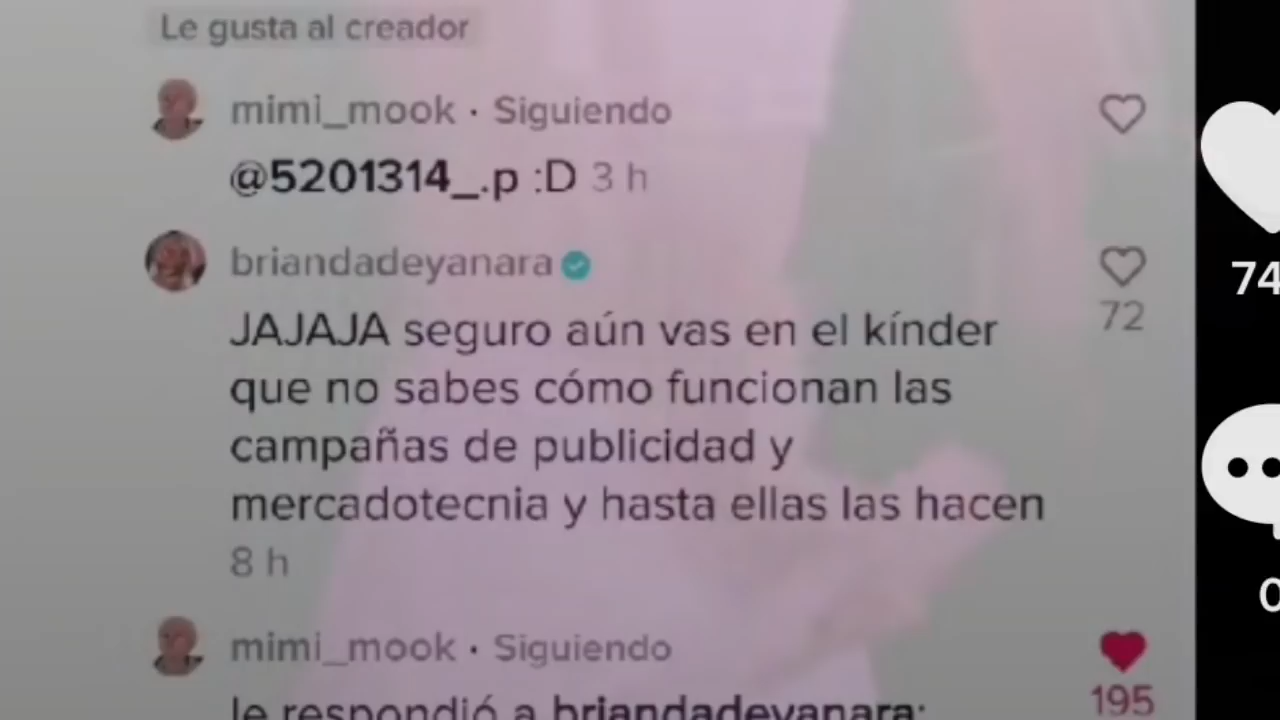 Le gusta al creador
mimi_mook · Siguiendo
@5201314_.p :D 3 h
briandadeyanara
JAJAJA seguro aún vas en el kínder
72
que no sabes cómo funcionan las
campañas de publicidad y
mercadotecnia y hasta ellas las hacen
8 h
mimi_mook · Siguiendo
195
le respondió a briandadeyanara:
74
0